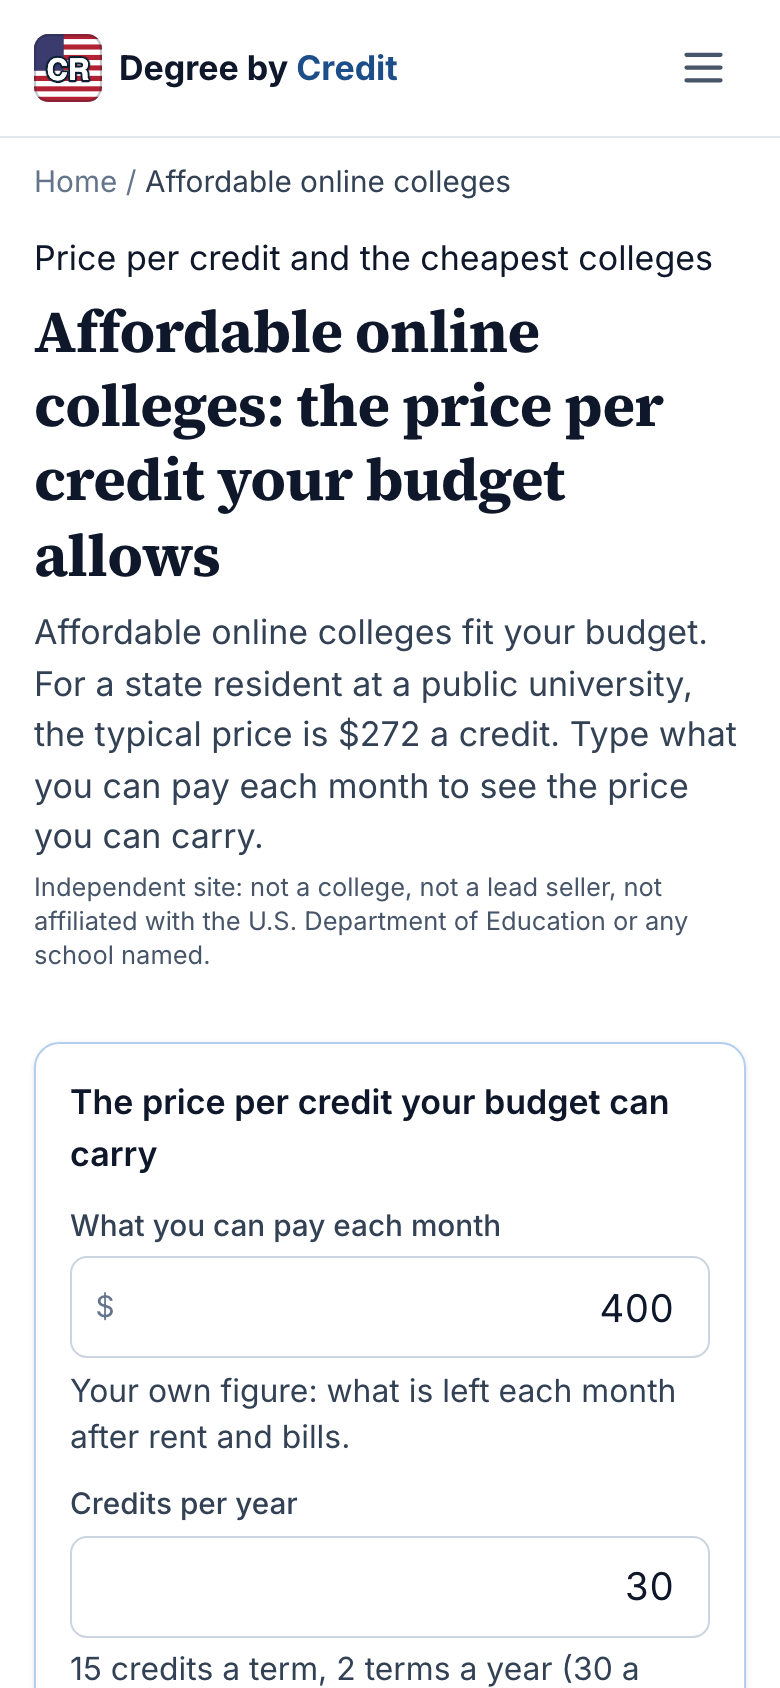 CR Degree by Credit
Home / Affordable online colleges
Price per credit and the cheapest colleges
Affordable online
colleges: the price per
credit your budget
allows
Affordable online colleges fit your budget.
For a state resident at a public university,
the typical price is $272 a credit. Type what
you can pay each month to see the price
you can carry.
Independent site: not a college, not a lead seller, not
affiliated with the U.S. Department of Education or any
school named.
The price per credit your budget can
carry
What you can pay each month
$ 400
Your own figure: what is left each month
after rent and bills.
Credits per year
30
15 credits a term, 2 terms a year (30 a